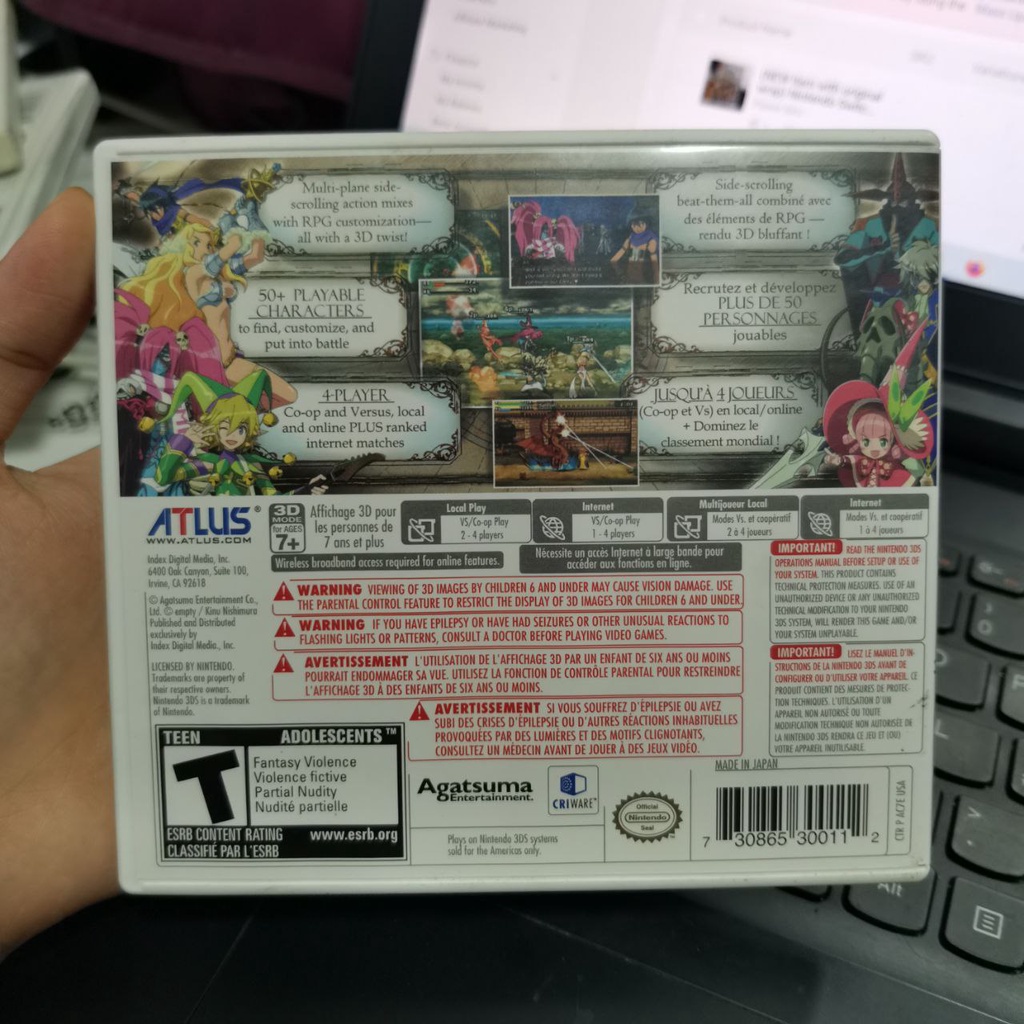 Multi-plane side-
scrolling action mixes
with RPG customization—
all with a 3D twist!
50+ PLAYABLE
CHARACTERS
to find, customize, and
put into battle
4-PLAYER
Co-op and Versus, local
and online PLUS ranked
internet matches
Side-scrolling
beat-them-all combiné avec
des éléments de RPG —
rendu 3D bluffant !
Recrutez et développez
PLUS DE 50
PERSONNAGES
jouables
JUSQU'À 4 JOUEURS
(Co-op et Vs) en local/online
+ Dominez le
classement mondial !
ATLUS®
WWW.ATLUS.COM
3D
MODE
for AGES
7+
Affichage 3D pour
les personnes de
7 ans et plus
Local Play
VS/Co-op Play
2 - 4 players
Internet
VS/Co-op Play
1 - 4 players
Multijoueur Local
Modes Vs. et coopératif
2 à 4 joueurs
Internet
Modes Vs. et coopératif
1 à 4 joueurs
Wireless broadband access required for online features.
Nécessite un accès Internet à large bande pour
accéder aux fonctions en ligne.
Index Digital Media, Inc.
6400 Oak Canyon, Suite 100,
Irvine, CA 92618
© Agatsuma Entertainment Co.,
Ltd. © empty / Kinu Nishimura
Published and Distributed
exclusively by
Index Digital Media, Inc.
LICENSED BY NINTENDO.
Trademarks are property of
their respective owners.
Nintendo 3DS is a trademark
of Nintendo.
WARNING VIEWING OF 3D IMAGES BY CHILDREN 6 AND UNDER MAY CAUSE VISION DAMAGE. USE
THE PARENTAL CONTROL FEATURE TO RESTRICT THE DISPLAY OF 3D IMAGES FOR CHILDREN 6 AND UNDER.
WARNING IF YOU HAVE EPILEPSY OR HAVE HAD SEIZURES OR OTHER UNUSUAL REACTIONS TO
FLASHING LIGHTS OR PATTERNS, CONSULT A DOCTOR BEFORE PLAYING VIDEO GAMES.
AVERTISSEMENT L'UTILISATION DE L'AFFICHAGE 3D PAR UN ENFANT DE SIX ANS OU MOINS
POURRAIT ENDOMMAGER SA VUE. UTILISEZ LA FONCTION DE CONTRÔLE PARENTAL POUR RESTREINDRE
L'AFFICHAGE 3D À DES ENFANTS DE SIX ANS OU MOINS.
AVERTISSEMENT SI VOUS SOUFFREZ D'ÉPILEPSIE OU AVEZ
SUBI DES CRISES D'ÉPILEPSIE OU D'AUTRES RÉACTIONS INHABITUELLES
PROVOQUÉES PAR DES LUMIÈRES ET DES MOTIFS CLIGNOTANTS,
CONSULTEZ UN MÉDECIN AVANT DE JOUER À DES JEUX VIDÉO.
IMPORTANT! READ THE NINTENDO 3DS
OPERATIONS MANUAL BEFORE SETUP OR USE OF
YOUR SYSTEM. THIS PRODUCT CONTAINS
TECHNICAL PROTECTION MEASURES. USE OF AN
UNAUTHORIZED DEVICE OR ANY UNAUTHORIZED
TECHNICAL MODIFICATION TO YOUR NINTENDO
3DS SYSTEM, WILL RENDER THIS GAME AND/OR
YOUR SYSTEM UNPLAYABLE.
IMPORTANT! LISEZ LE MANUEL D'IN-
STRUCTIONS DE LA NINTENDO 3DS AVANT DE
CONFIGURER OU D'UTILISER VOTRE APPAREIL. CE
PRODUIT CONTIENT DES MESURES DE PROTEC-
TION TECHNIQUES. L'UTILISATION D'UN
APPAREIL NON AUTORISÉ OU TOUTE
MODIFICATION TECHNIQUE NON AUTORISÉE DE
LA NINTENDO 3DS RENDRA CE JEU ET (OU)
VOTRE APPAREIL INUTILISABLE.
TEEN
ADOLESCENTS™
T
Fantasy Violence
Violence fictive
Partial Nudity
Nudité partielle
ESRB CONTENT RATING www.esrb.org
CLASSIFIÉ PAR L'ESRB
Agatsuma
Entertainment.
CRIWARE™
Plays on Nintendo 3DS systems
sold for the Americas only.
Official
Nintendo
Seal
MADE IN JAPAN
7 30865 30011 2
CTR P AC7E USA
Alt